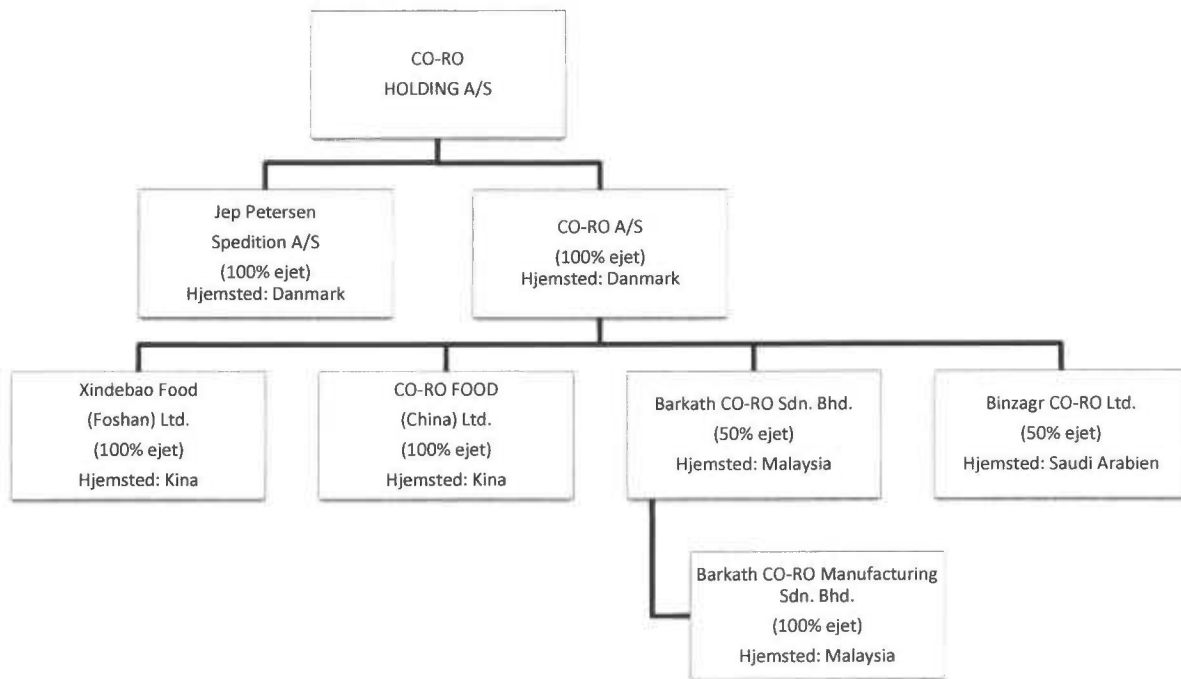 CO-RO
HOLDING A/S
Jep Petersen
Spedition A/S
(100% ejet)
Hjemsted: Danmark
CO-RO A/S
(100% ejet)
Hjemsted: Danmark
Xindebao Food
(Foshan) Ltd.
(100% ejet)
Hjemsted: Kina
CO-RO FOOD
(China) Ltd.
(100% ejet)
Hjemsted: Kina
Barkath CO-RO Sdn. Bhd.
(50% ejet)
Hjemsted: Malaysia
Binzagr CO-RO Ltd.
(50% ejet)
Hjemsted: Saudi Arabien
Barkath CO-RO Manufacturing
Sdn. Bhd.
(100% ejet)
Hjemsted: Malaysia